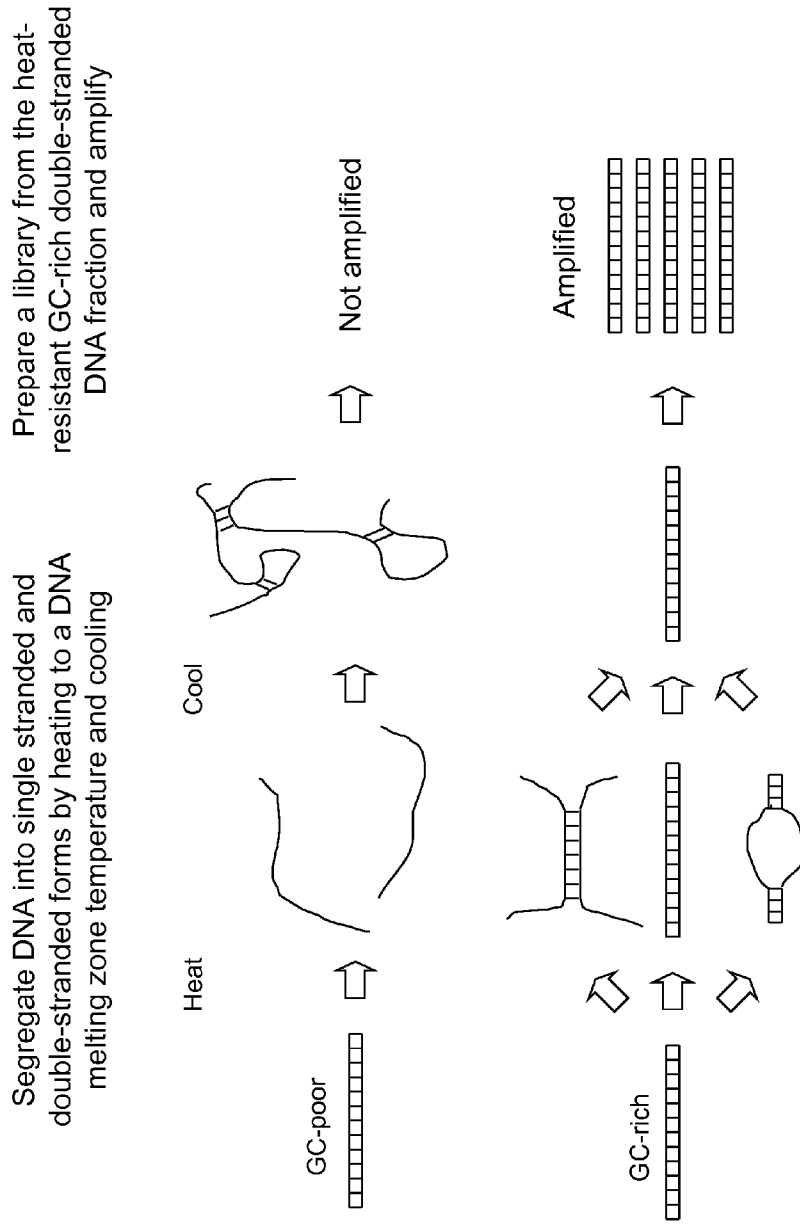 Segregate DNA into single stranded and
double-stranded forms by heating to a DNA
melting zone temperature and cooling
Prepare a library from the heat-
resistant GC-rich double-stranded
DNA fraction and amplify
Heat
Cool
GC-poor
Not amplified
GC-rich
Amplified